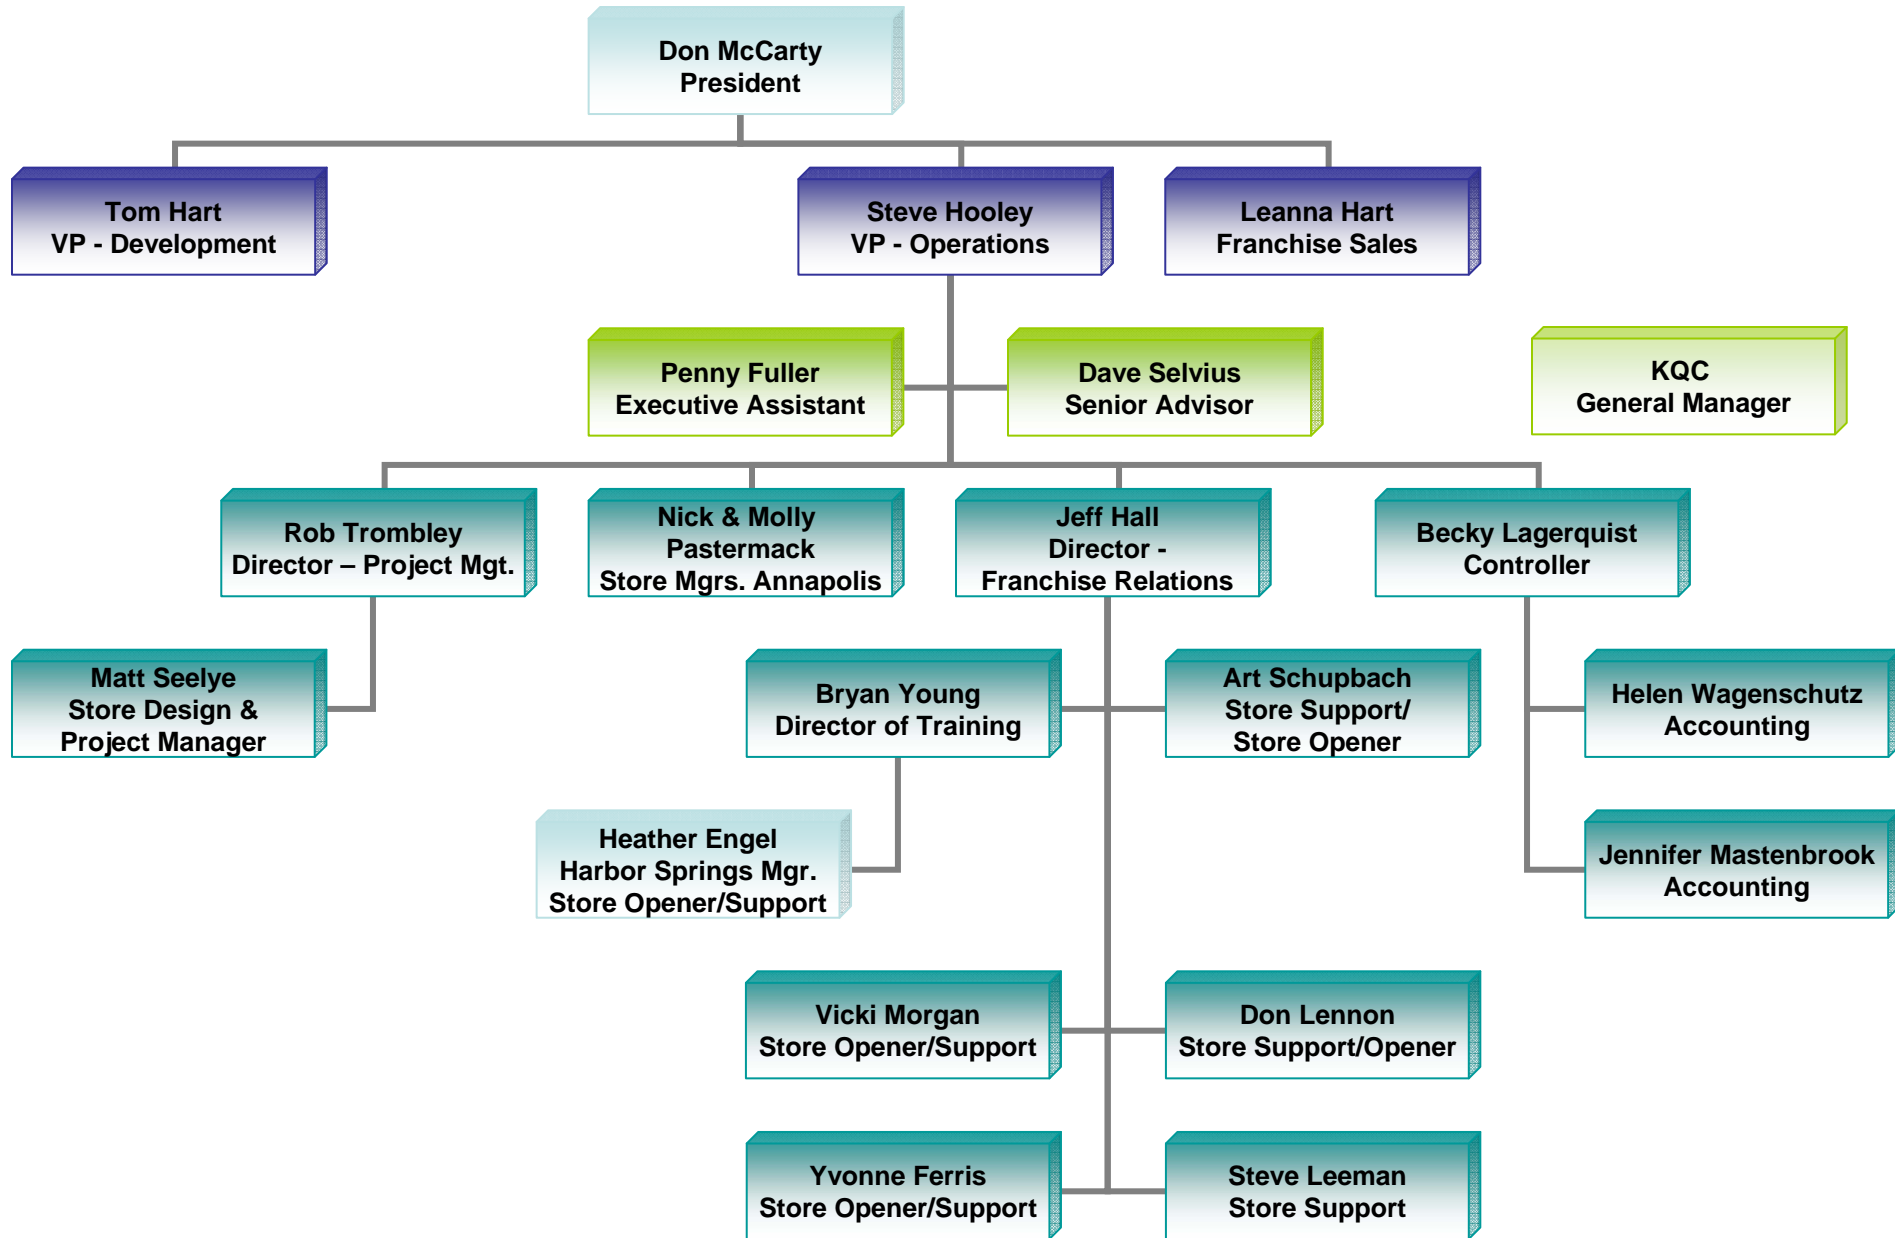 Don McCarty
President
Tom Hart
VP - Development
Steve Hooley
VP - Operations
Leanna Hart
Franchise Sales
Penny Fuller
Executive Assistant
Dave Selvius
Senior Advisor
KQC
General Manager
Rob Trombley
Director – Project Mgt.
Nick & Molly
Pastermack
Store Mgrs. Annapolis
Jeff Hall
Director -
Franchise Relations
Becky Lagerquist
Controller
Matt Seelye
Store Design &
Project Manager
Bryan Young
Director of Training
Art Schupbach
Store Support/
Store Opener
Helen Wagenschutz
Accounting
Heather Engel
Harbor Springs Mgr.
Store Opener/Support
Jennifer Mastenbrook
Accounting
Vicki Morgan
Store Opener/Support
Don Lennon
Store Support/Opener
Yvonne Ferris
Store Opener/Support
Steve Leeman
Store Support